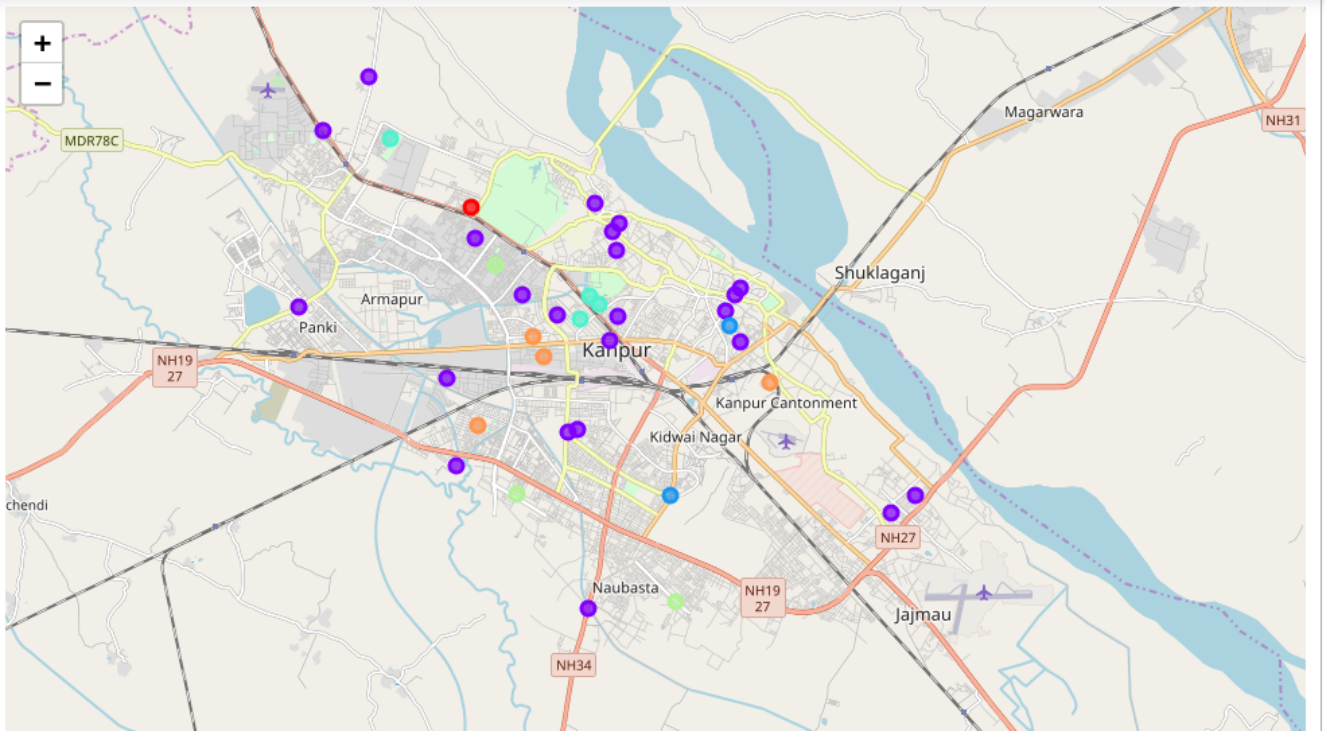 +
−
Magarwara
NH31
MDR78C
Shuklaganj
Armapur
Panki
Kanpur
NH19
27
Kanpur Cantonment
Kidwai Nagar
chendi
NH27
Naubasta
NH19
27
Jajmau
NH34